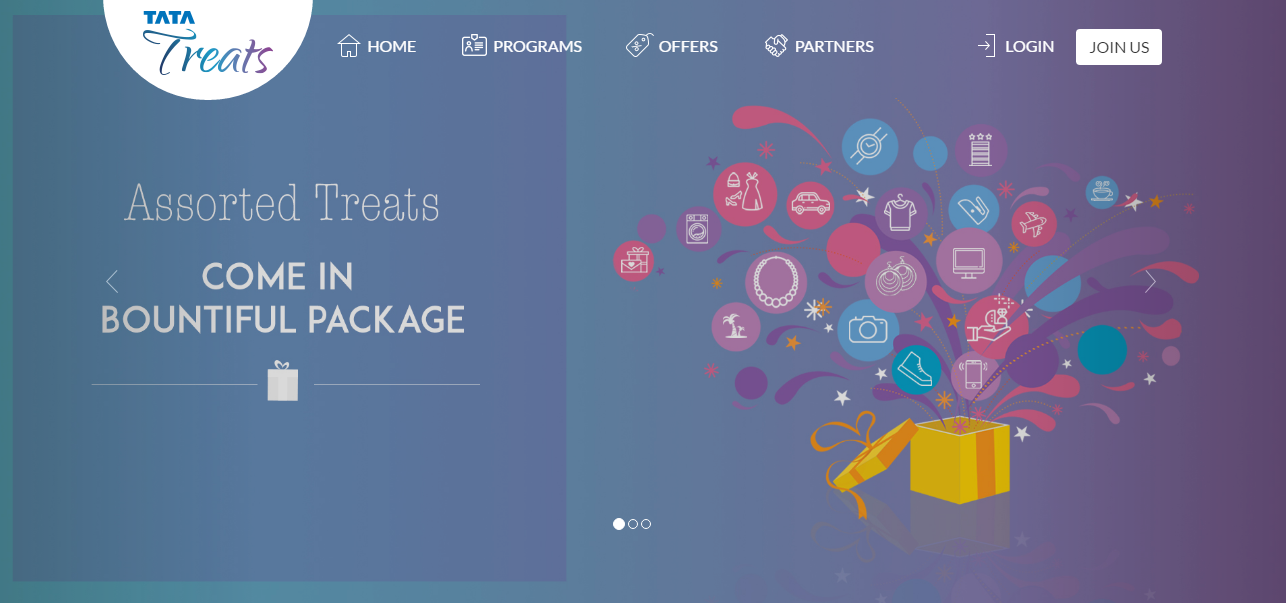 TATA
Treats
HOME
PROGRAMS
OFFERS
PARTNERS
LOGIN
JOIN US
Assorted Treats
COME IN
BOUNTIFUL PACKAGE